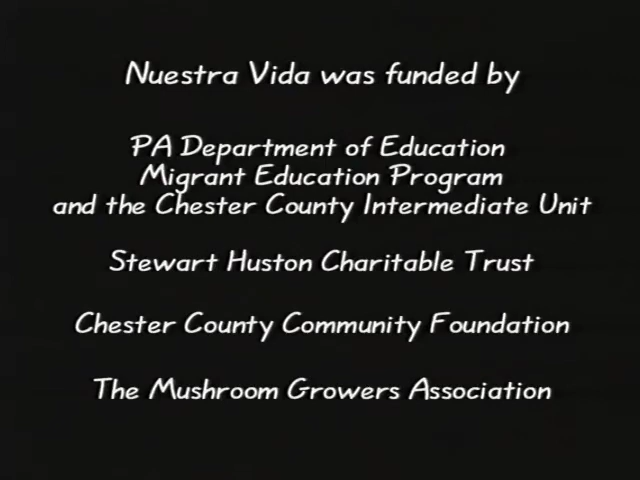 Nuestra Vida was funded by
PA Department of Education
Migrant Education Program
and the Chester County Intermediate Unit
Stewart Huston Charitable Trust
Chester County Community Foundation
The Mushroom Growers Association